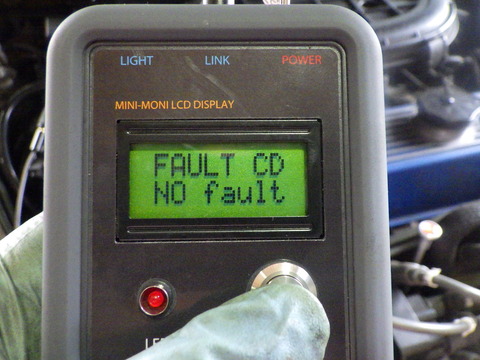 LIGHT LINK POWER
MINI-MONI LCD DISPLAY
FAULT CD
NO fault